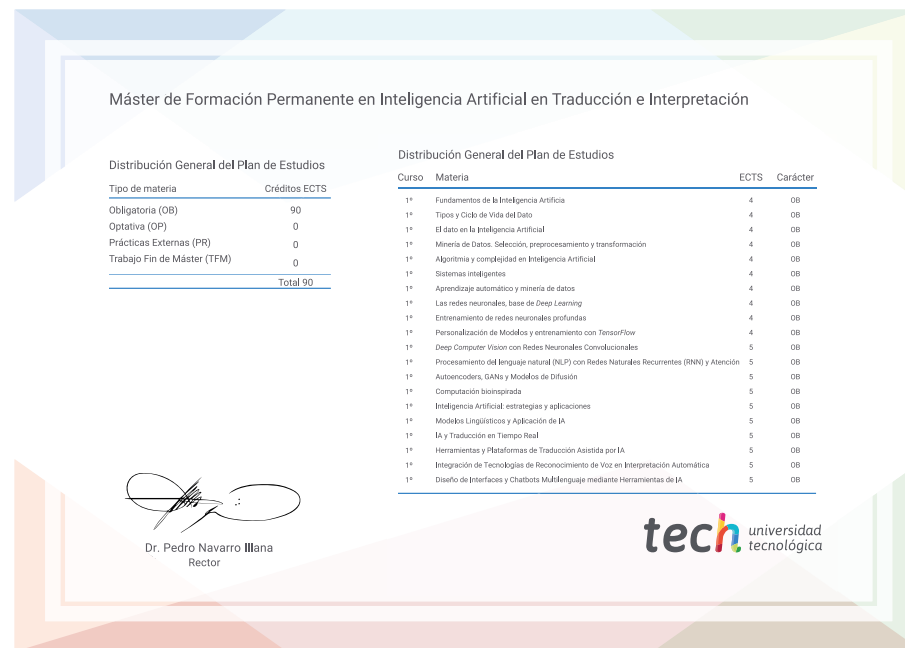 Máster de Formación Permanente en Inteligencia Artificial en Traducción e Interpretación
Distribución General del Plan de Estudios
Tipo de materia Créditos ECTS
Obligatoria (OB) 90
Optativa (OP) 0
Prácticas Externas (PR) 0
Trabajo Fin de Máster (TFM) 0
Total 90
Distribución General del Plan de Estudios
Curso Materia ECTS Carácter
1º Fundamentos de la Inteligencia Artificia 4 OB
1º Tipos y Ciclo de Vida del Dato 4 OB
1º El dato en la Inteligencia Artificial 4 OB
1º Minería de Datos. Selección, preprocesamiento y transformación 4 OB
1º Algoritmia y complejidad en Inteligencia Artificial 4 OB
1º Sistemas inteligentes 4 OB
1º Aprendizaje automático y minería de datos 4 OB
1º Las redes neuronales, base de Deep Learning 4 OB
1º Entrenamiento de redes neuronales profundas 4 OB
1º Personalización de Modelos y entrenamiento con TensorFlow 4 OB
1º Deep Computer Vision con Redes Neuronales Convolucionales 5 OB
1º Procesamiento del lenguaje natural (NLP) con Redes Naturales Recurrentes (RNN) y Atención 5 OB
1º Autoencoders, GANs y Modelos de Difusión 5 OB
1º Computación bioinspirada 5 OB
1º Inteligencia Artificial: estrategias y aplicaciones 5 OB
1º Modelos Lingüísticos y Aplicación de IA 5 OB
1º IA y Traducción en Tiempo Real 5 OB
1º Herramientas y Plataformas de Traducción Asistida por IA 5 OB
1º Integración de Tecnologías de Reconocimiento de Voz en Interpretación Automática 5 OB
1º Diseño de Interfaces y Chatbots Multilenguaje mediante Herramientas de IA 5 OB
Dr. Pedro Navarro Illana
Rector
tech universidad
tecnológica